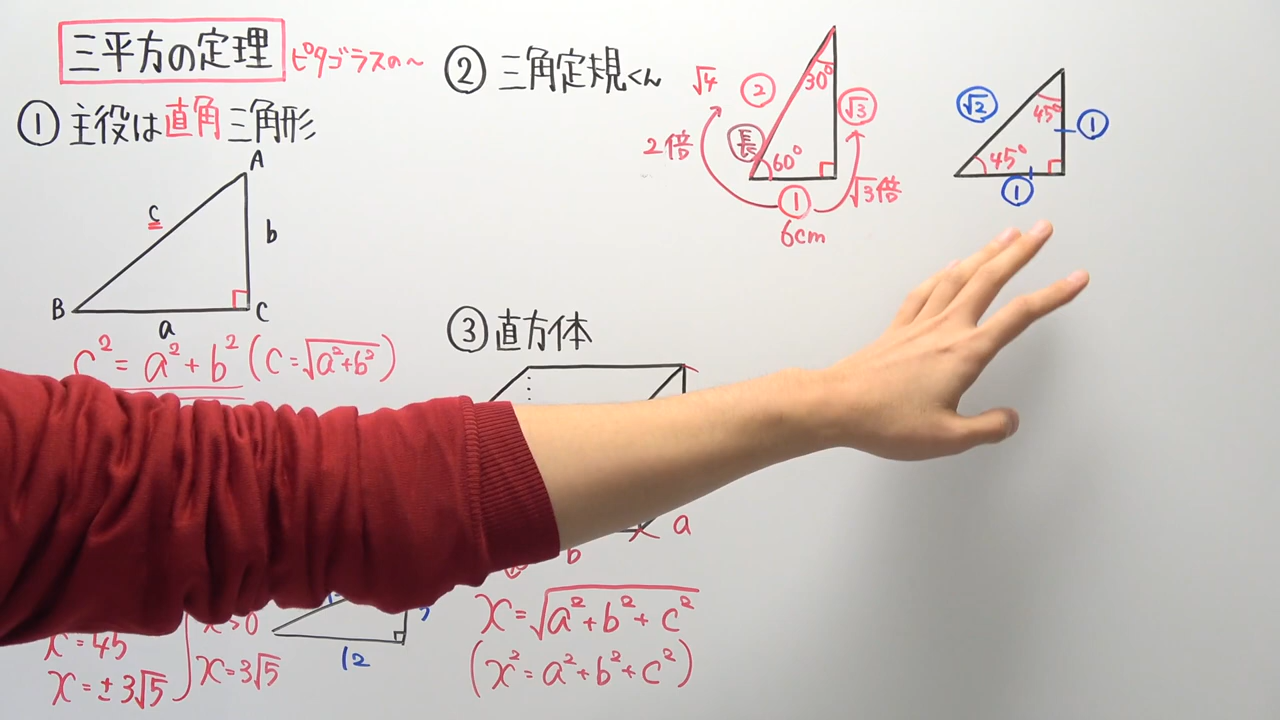 三平方の定理 ピタゴラスの〜
① 主役は直角三角形
A
c
b
B
C
a
c² = a² + b² (c = √a²+b²)
x = 45
x = ± 3√5
x > 0
x = 3√5
12
② 三角定規くん
√4
②
30°
√3
2倍
長
60°
①
√3倍
6cm
√2
45°
①
45°
①
③ 直方体
a
b
x = √a² + b² + c²
(x² = a² + b² + c²)